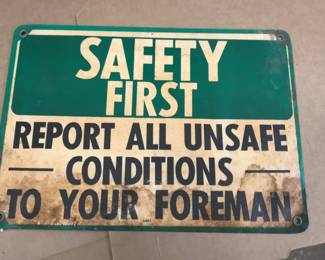 SAFETY
FIRST
REPORT ALL UNSAFE
CONDITIONS
TO YOUR FOREMAN